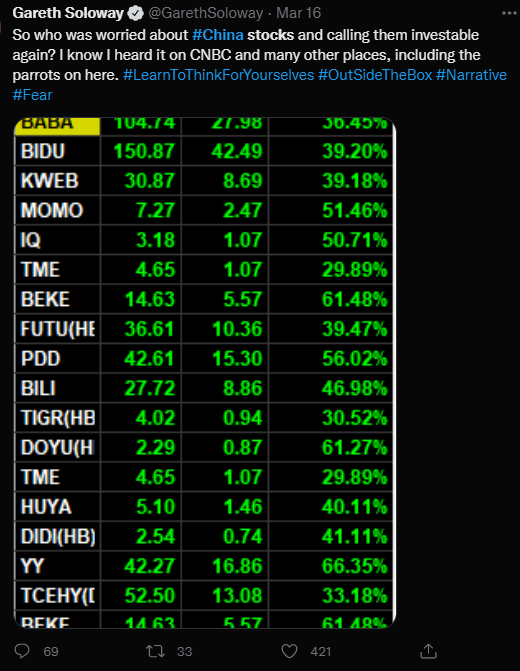 Gareth Soloway @GarethSoloway · Mar 16
So who was worried about #China stocks and calling them investable
again? I know I heard it on CNBC and many other places, including the
parrots on here. #LearnToThinkForYourselves #OutSideTheBox #Narrative
#Fear
BABA 104.74 27.98 36.45%
BIDU 150.87 42.49 39.20%
KWEB 30.87 8.69 39.18%
MOMO 7.27 2.47 51.46%
IQ 3.18 1.07 50.71%
TME 4.65 1.07 29.89%
BEKE 14.63 5.57 61.48%
FUTU(HB 36.61 10.36 39.47%
PDD 42.61 15.30 56.02%
BILI 27.72 8.86 46.98%
TIGR(HB 4.02 0.94 30.52%
DOYU(H 2.29 0.87 61.27%
TME 4.65 1.07 29.89%
HUYA 5.10 1.46 40.11%
DIDI(HB) 2.54 0.74 41.11%
YY 42.27 16.86 66.35%
TCEHY(D 52.50 13.08 33.18%
BEKE 14.63 5.57 61.48%
69 33 421